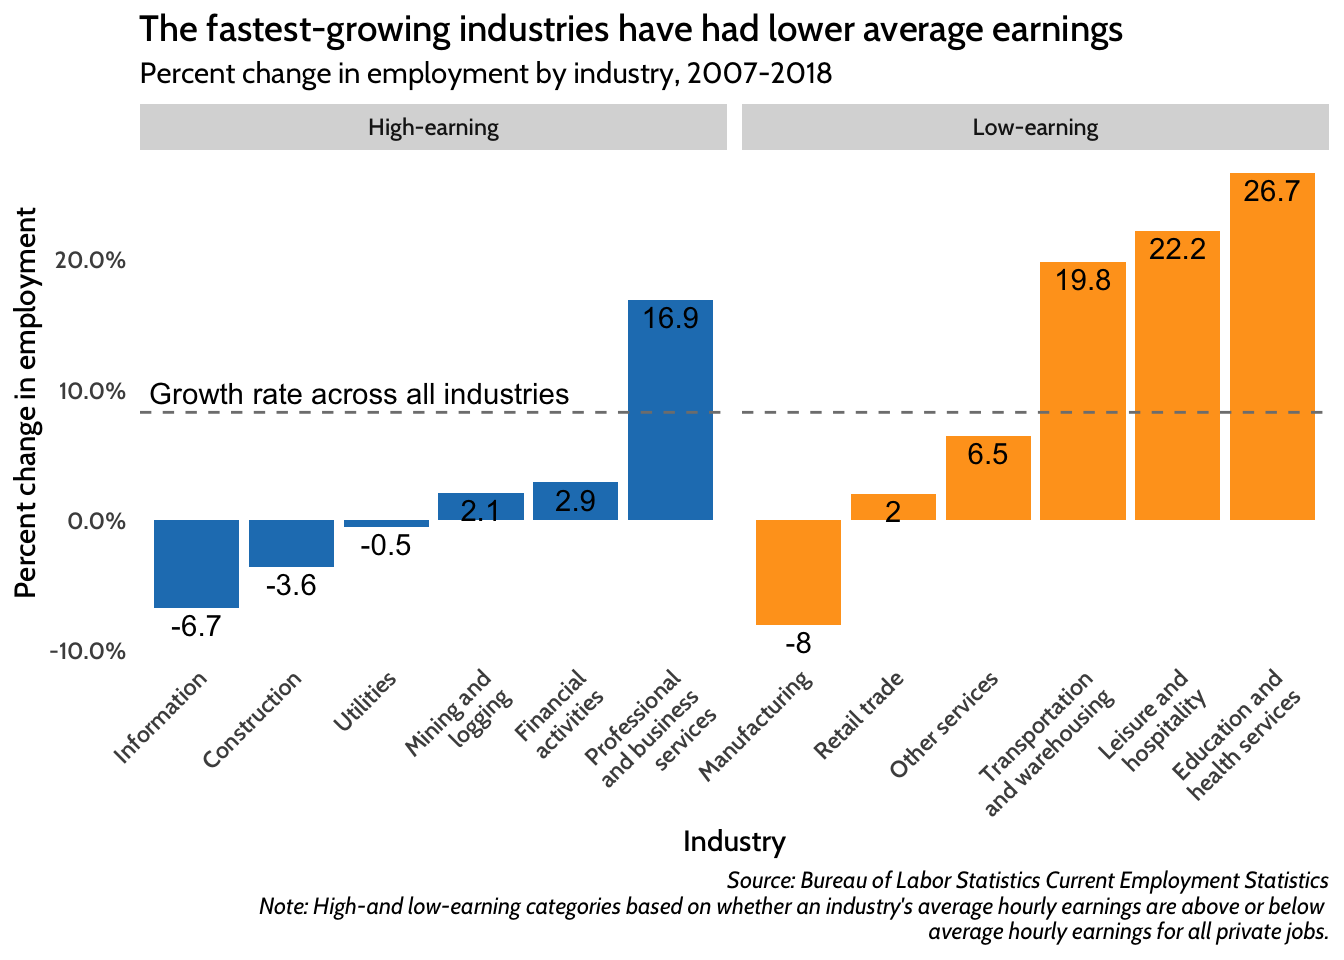 The fastest-growing industries have had lower average earnings
Percent change in employment by industry, 2007-2018
High-earning
Low-earning
Percent change in employment
20.0%
10.0%
0.0%
-10.0%
Growth rate across all industries
-6.7
-3.6
-0.5
2.1
2.9
16.9
-8
2
6.5
19.8
22.2
26.7
Information
Construction
Utilities
Mining and
logging
Financial
activities
Professional
and business
services
Manufacturing
Retail trade
Other services
Transportation
and warehousing
Leisure and
hospitality
Education and
health services
Industry
Source: Bureau of Labor Statistics Current Employment Statistics
Note: High-and low-earning categories based on whether an industry's average hourly earnings are above or below
average hourly earnings for all private jobs.